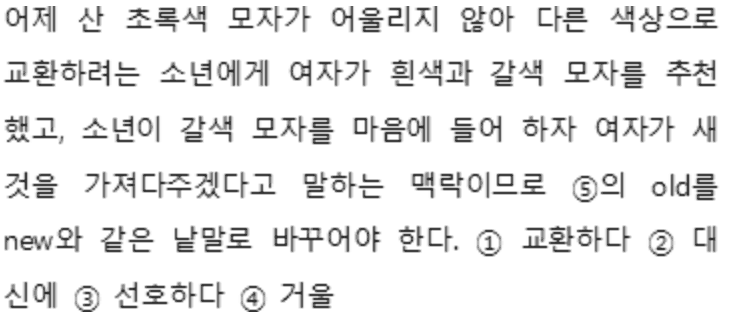 어제 산 초록색 모자가 어울리지 않아 다른 색상으로
교환하려는 소년에게 여자가 흰색과 갈색 모자를 추천
했고, 소년이 갈색 모자를 마음에 들어 하자 여자가 새
것을 가져다주겠다고 말하는 맥락이므로 ⑤의 old를
new와 같은 낱말로 바꾸어야 한다. ① 교환하다 ② 대
신에 ③ 선호하다 ④ 거울